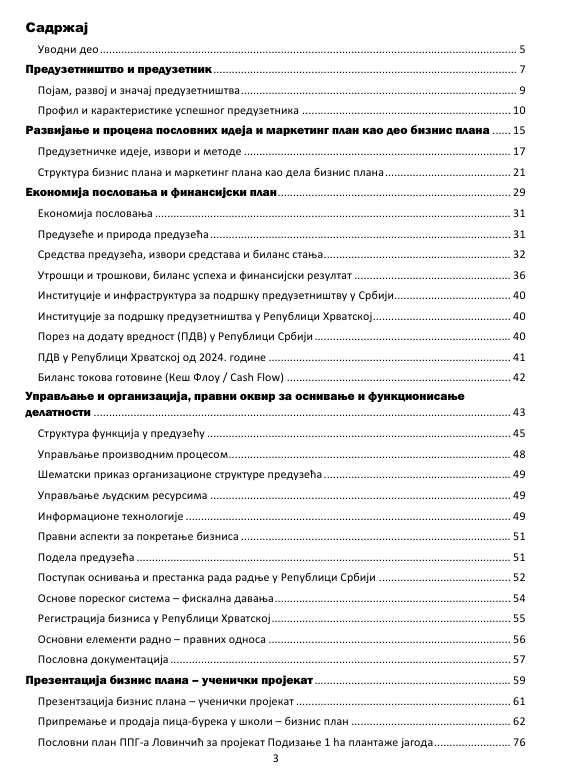 Садржај
Уводни део 5
Предузетништво и предузетник 7
Појам, развој и значај предузетништва 9
Профил и карактеристике успешног предузетника 10
Развијање и процена пословних идеја и маркетинг план као део бизнис плана 15
Предузетничке идеје, извори и методе 17
Структура бизнис плана и маркетинг плана као дела бизнис плана 21
Економија пословања и финансијски план 29
Економија пословања 31
Предузеће и природа предузећа 31
Средства предузећа, извори средстава и биланс стања 32
Утрошци и трошкови, биланс успеха и финансијски резултат 36
Институције и инфраструктура за подршку предузетништву у Србији 40
Институције за подршку предузетништва у Републици Хрватској 40
Порез на додату вредност (ПДВ) у Републици Србији 40
ПДВ у Републици Хрватској од 2024. године 41
Биланс токова готовине (Кеш Флоу / Cash Flow) 42
Управљање и организација, правни оквир за оснивање и функционисање
делатности 43
Структура функција у предузећу 45
Управљање производним процесом 48
Шематски приказ организационе структуре предузећа 49
Управљање људским ресурсима 49
Информационе технологије 49
Правни аспекти за покретање бизниса 51
Подела предузећа 51
Поступак оснивања и престанка рада радње у Републици Србији 52
Основе пореског система – фискална давања 54
Регистрација бизниса у Републици Хрватској 55
Основни елементи радно – правних односа 56
Пословна документација 57
Презентација бизнис плана – ученички пројекат 59
Презентзација бизнис плана – ученички пројекат 61
Припремање и продаја пица-бурека у школи – бизнис план 62
Пословни план ППГ-а Ловинчић за пројекат Подизање 1 ha плантаже јагода 76
3